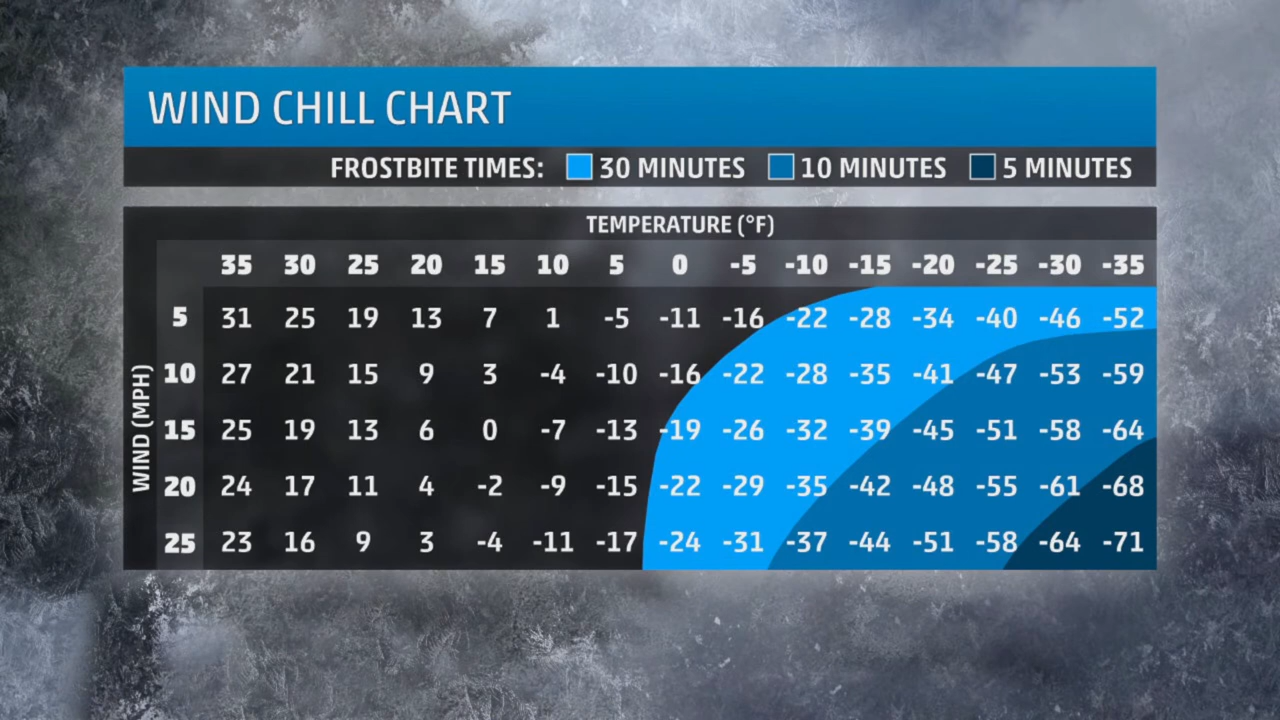 WIND CHILL CHART
FROSTBITE TIMES: 30 MINUTES 10 MINUTES 5 MINUTES
TEMPERATURE (°F)
35 30 25 20 15 10 5 0 -5 -10 -15 -20 -25 -30 -35
WIND (MPH)
5 31 25 19 13 7 1 -5 -11 -16 -22 -28 -34 -40 -46 -52
10 27 21 15 9 3 -4 -10 -16 -22 -28 -35 -41 -47 -53 -59
15 25 19 13 6 0 -7 -13 -19 -26 -32 -39 -45 -51 -58 -64
20 24 17 11 4 -2 -9 -15 -22 -29 -35 -42 -48 -55 -61 -68
25 23 16 9 3 -4 -11 -17 -24 -31 -37 -44 -51 -58 -64 -71